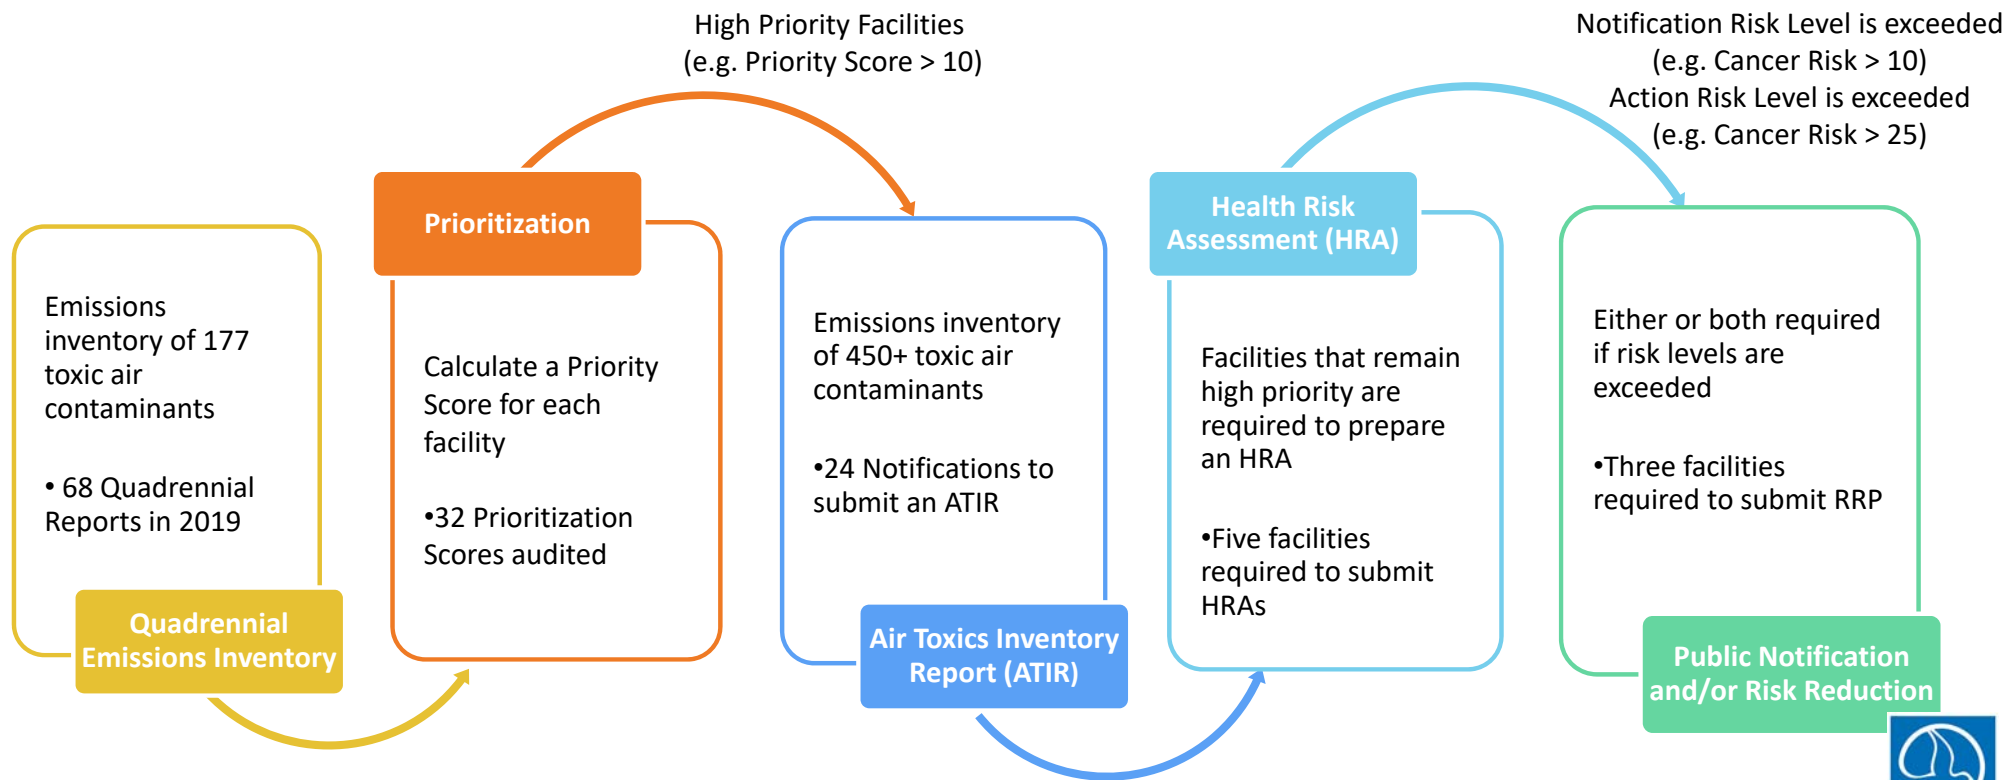 High Priority Facilities
(e.g. Priority Score > 10)
Notification Risk Level is exceeded
(e.g. Cancer Risk > 10)
Action Risk Level is exceeded
(e.g. Cancer Risk > 25)
Emissions
inventory of 177
toxic air
contaminants
• 68 Quadrennial
Reports in 2019
Quadrennial
Emissions Inventory
Prioritization
Calculate a Priority
Score for each
facility
•32 Prioritization
Scores audited
Emissions inventory
of 450+ toxic air
contaminants
•24 Notifications to
submit an ATIR
Air Toxics Inventory
Report (ATIR)
Health Risk
Assessment (HRA)
Facilities that remain
high priority are
required to prepare
an HRA
•Five facilities
required to submit
HRAs
Either or both required
if risk levels are
exceeded
•Three facilities
required to submit RRP
Public Notification
and/or Risk Reduction